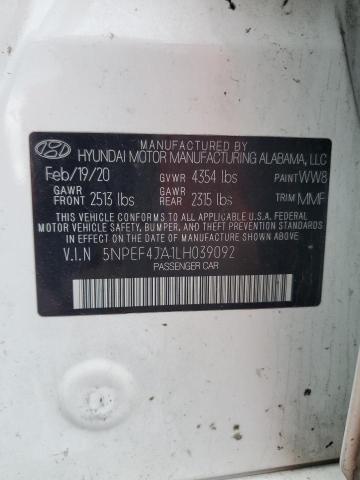 MANUFACTURED BY
HYUNDAI MOTOR MANUFACTURING ALABAMA, LLC
Feb/19/20 GVWR 4354 lbs PAINT WW8
GAWR FRONT 2513 lbs GAWR REAR 2315 lbs TRIM MMF
THIS VEHICLE CONFORMS TO ALL APPLICABLE U.S.A. FEDERAL
MOTOR VEHICLE SAFETY, BUMPER, AND THEFT PREVENTION STANDARDS
IN EFFECT ON THE DATE OF MANUFACTURE SHOWN ABOVE.
V.I.N 5NPEF4JA1LH039092
PASSENGER CAR